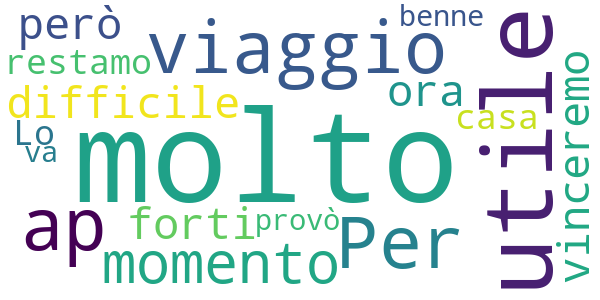 però
viaggio
benne
utile
restamo
ora
vinceremo
difficile
casa
Lo
molto
va
ap
forti
provò
Per
momento